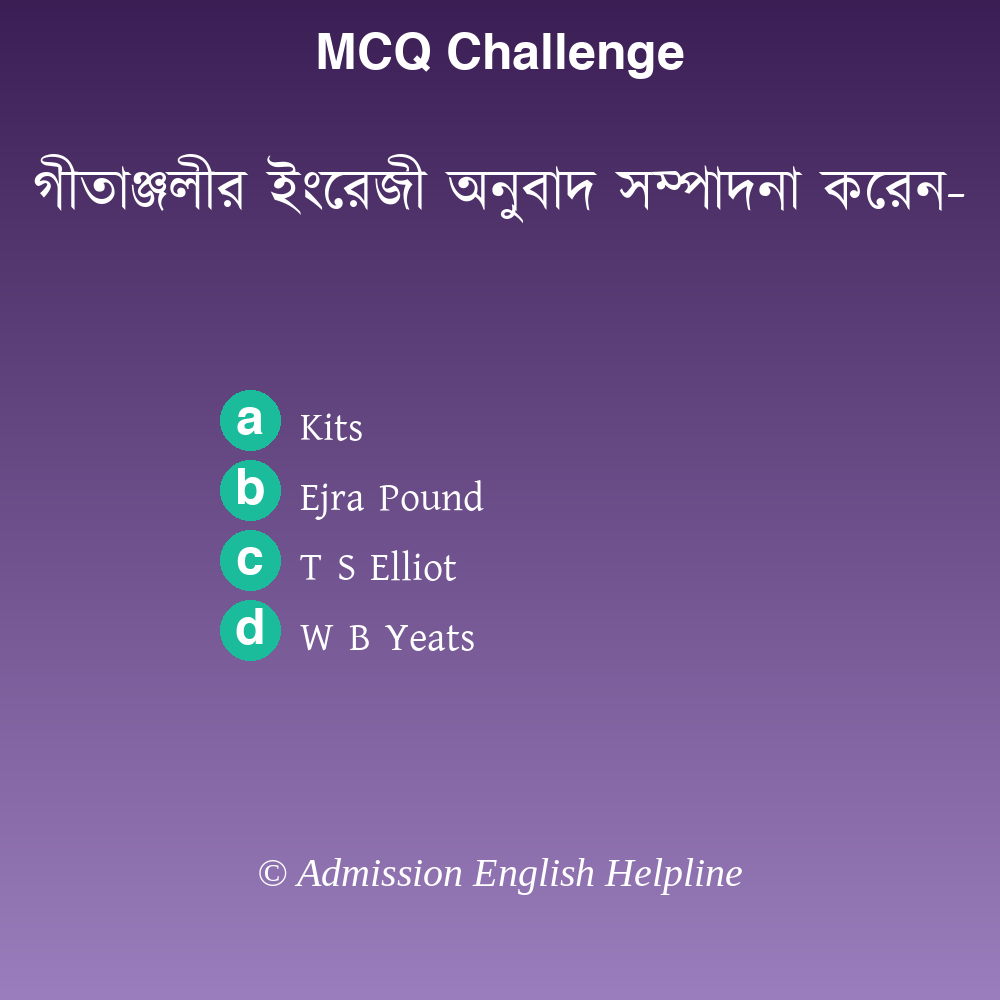 MCQ Challenge
গীতাঞ্জলীর ইংরেজী অনুবাদ সম্পাদনা করেন-
a Kits
b Ejra Pound
c T S Elliot
d W B Yeats
© Admission English Helpline